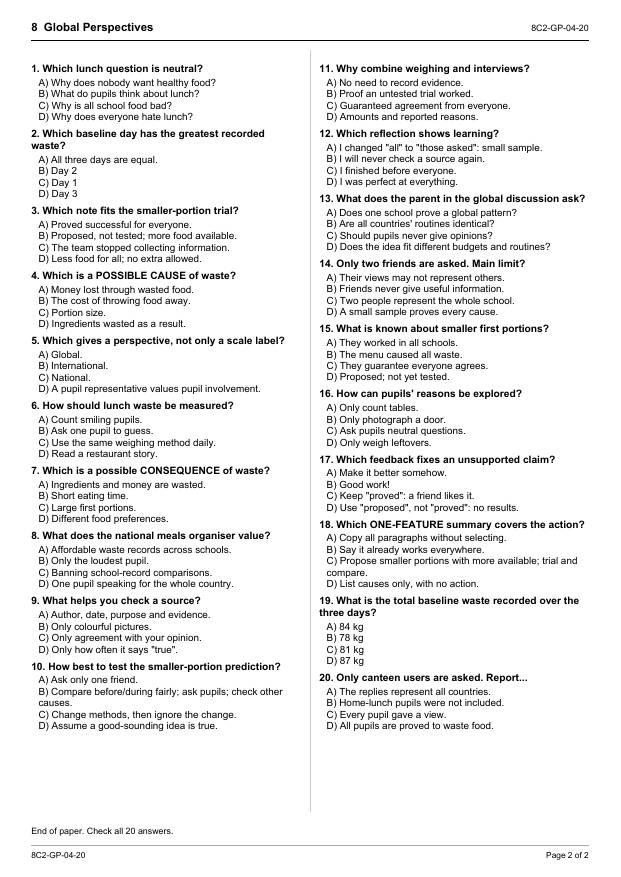 8 Global Perspectives
8C2-GP-04-20
1. Which lunch question is neutral?
A) Why does nobody want healthy food?
B) What do pupils think about lunch?
C) Why is all school food bad?
D) Why does everyone hate lunch?
2. Which baseline day has the greatest recorded
waste?
A) All three days are equal.
B) Day 2
C) Day 1
D) Day 3
3. Which note fits the smaller-portion trial?
A) Proved successful for everyone.
B) Proposed, not tested; more food available.
C) The team stopped collecting information.
D) Less food for all; no extra allowed.
4. Which is a POSSIBLE CAUSE of waste?
A) Money lost through wasted food.
B) The cost of throwing food away.
C) Portion size.
D) Ingredients wasted as a result.
5. Which gives a perspective, not only a scale label?
A) Global.
B) International.
C) National.
D) A pupil representative values pupil involvement.
6. How should lunch waste be measured?
A) Count smiling pupils.
B) Ask one pupil to guess.
C) Use the same weighing method daily.
D) Read a restaurant story.
7. Which is a possible CONSEQUENCE of waste?
A) Ingredients and money are wasted.
B) Short eating time.
C) Large first portions.
D) Different food preferences.
8. What does the national meals organiser value?
A) Affordable waste records across schools.
B) Only the loudest pupil.
C) Banning school-record comparisons.
D) One pupil speaking for the whole country.
9. What helps you check a source?
A) Author, date, purpose and evidence.
B) Only colourful pictures.
C) Only agreement with your opinion.
D) Only how often it says "true".
10. How best to test the smaller-portion prediction?
A) Ask only one friend.
B) Compare before/during fairly; ask pupils; check other
causes.
C) Change methods, then ignore the change.
D) Assume a good-sounding idea is true.
11. Why combine weighing and interviews?
A) No need to record evidence.
B) Proof an untested trial worked.
C) Guaranteed agreement from everyone.
D) Amounts and reported reasons.
12. Which reflection shows learning?
A) I changed "all" to "those asked": small sample.
B) I will never check a source again.
C) I finished before everyone.
D) I was perfect at everything.
13. What does the parent in the global discussion ask?
A) Does one school prove a global pattern?
B) Are all countries' routines identical?
C) Should pupils never give opinions?
D) Does the idea fit different budgets and routines?
14. Only two friends are asked. Main limit?
A) Their views may not represent others.
B) Friends never give useful information.
C) Two people represent the whole school.
D) A small sample proves every cause.
15. What is known about smaller first portions?
A) They worked in all schools.
B) The menu caused all waste.
C) They guarantee everyone agrees.
D) Proposed; not yet tested.
16. How can pupils' reasons be explored?
A) Only count tables.
B) Only photograph a door.
C) Ask pupils neutral questions.
D) Only weigh leftovers.
17. Which feedback fixes an unsupported claim?
A) Make it better somehow.
B) Good work!
C) Keep "proved": a friend likes it.
D) Use "proposed", not "proved": no results.
18. Which ONE-FEATURE summary covers the action?
A) Copy all paragraphs without selecting.
B) Say it already works everywhere.
C) Propose smaller portions with more available; trial and
compare.
D) List causes only, with no action.
19. What is the total baseline waste recorded over the
three days?
A) 84 kg
B) 78 kg
C) 81 kg
D) 87 kg
20. Only canteen users are asked. Report...
A) The replies represent all countries.
B) Home-lunch pupils were not included.
C) Every pupil gave a view.
D) All pupils are proved to waste food.
End of paper. Check all 20 answers.
8C2-GP-04-20
Page 2 of 2